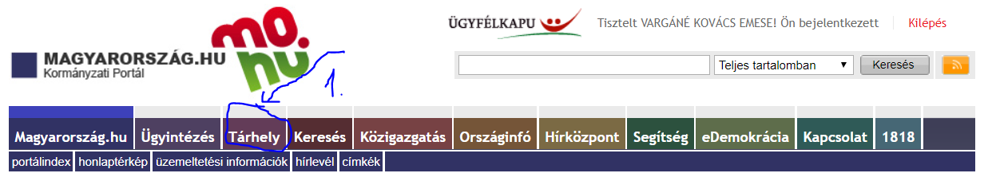 mo.
hu
ÜGYFÉLKAPU
Tisztelt VARGÁNÉ KOVÁCS EMESE! Ön bejelentkezett
Kilépés
MAGYARORSZÁG.HU
Kormányzati Portál
Teljes tartalomban
Keresés
1.
Magyarorszag.hu Ügyintézés Tárhely Keresés Közigazgatás Országinfó Hírközpont Segítség eDemokrácia Kapcsolat 1818
portálindex honlaptérkép üzemeltetési információk hírlevél címkék